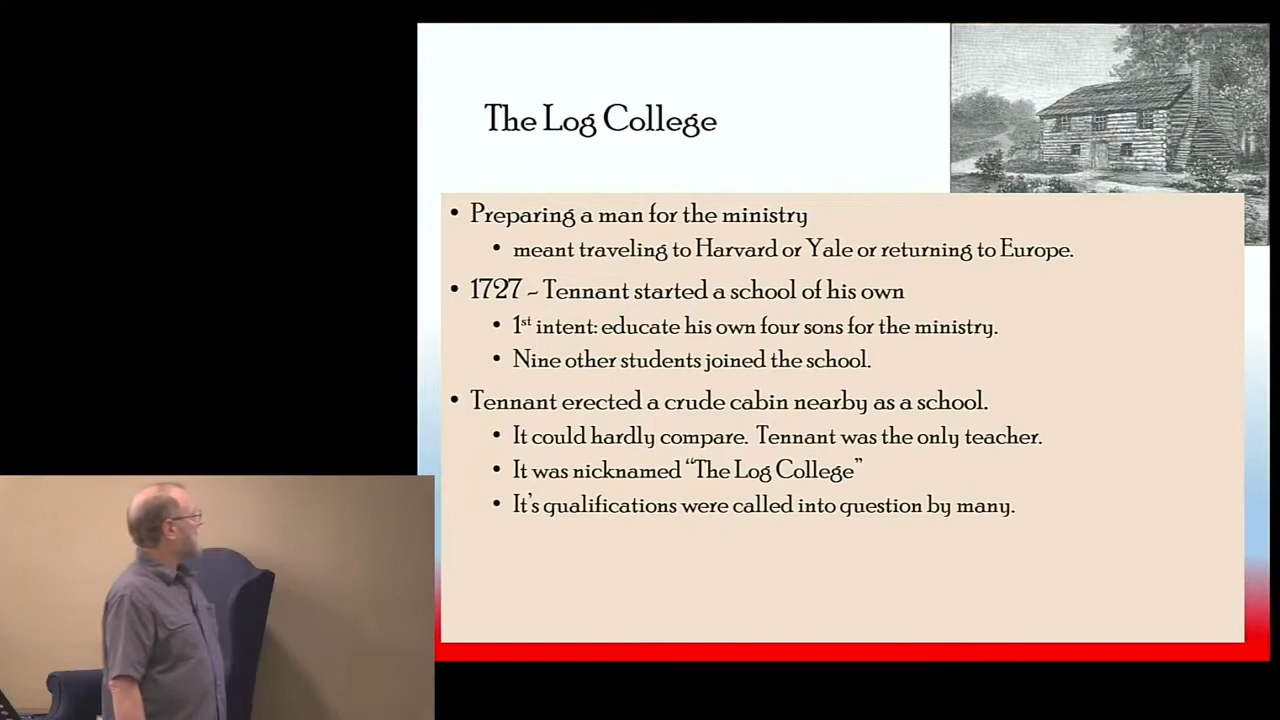 The Log College
• Preparing a man for the ministry
• meant traveling to Harvard or Yale or returning to Europe.
• 1727 ~ Tennant started a school of his own
• 1st intent: educate his own four sons for the ministry.
• Nine other students joined the school.
• Tennant erected a crude cabin nearby as a school.
• It could hardly compare. Tennant was the only teacher.
• It was nicknamed “The Log College”
• It’s qualifications were called into question by many.